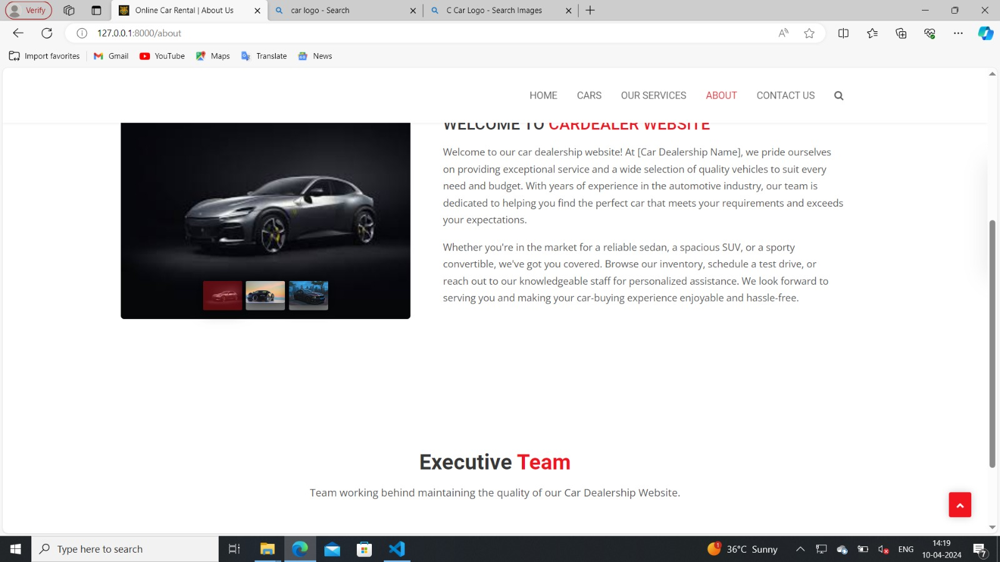 Verify
Online Car Rental | About Us
car logo - Search
C Car Logo - Search Images
127.0.0.1:8000/about
Import favorites
Gmail
YouTube
Maps
Translate
News
HOME
CARS
OUR SERVICES
ABOUT
CONTACT US
WELCOME TO CARDEALER WEBSITE
Welcome to our car dealership website! At [Car Dealership Name], we pride ourselves
on providing exceptional service and a wide selection of quality vehicles to suit every
need and budget. With years of experience in the automotive industry, our team is
dedicated to helping you find the perfect car that meets your requirements and exceeds
your expectations.
Whether you're in the market for a reliable sedan, a spacious SUV, or a sporty
convertible, we've got you covered. Browse our inventory, schedule a test drive, or
reach out to our knowledgeable staff for personalized assistance. We look forward to
serving you and making your car-buying experience enjoyable and hassle-free.
Executive Team
Team working behind maintaining the quality of our Car Dealership Website.
Type here to search
1
36°C Sunny
ENG
14:19
10-04-2024
7